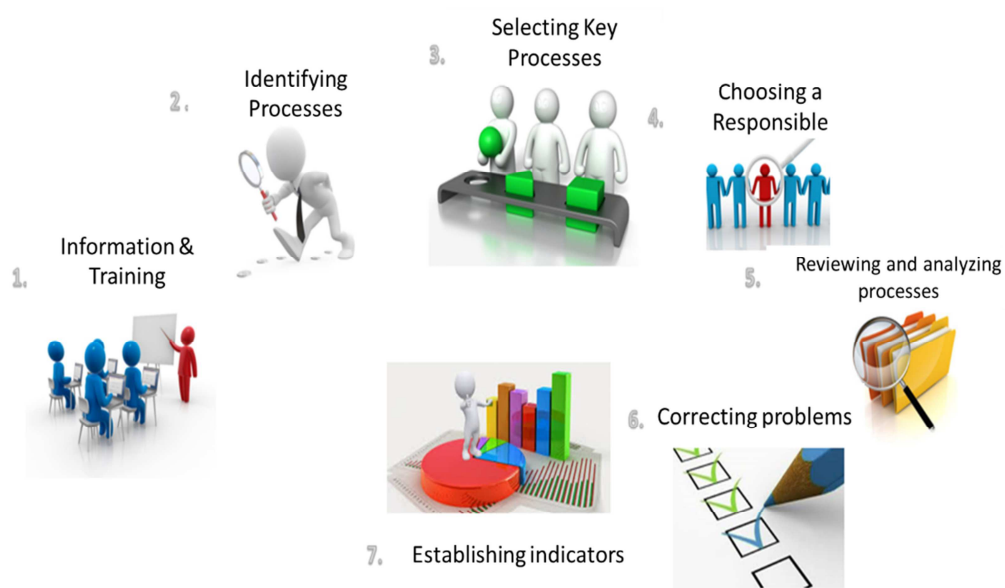 1.
Information &
Training
2.
Identifying
Processes
3.
Selecting Key
Processes
4.
Choosing a
Responsible
5.
Reviewing and analyzing
processes
6.
Correcting problems
7.
Establishing indicators